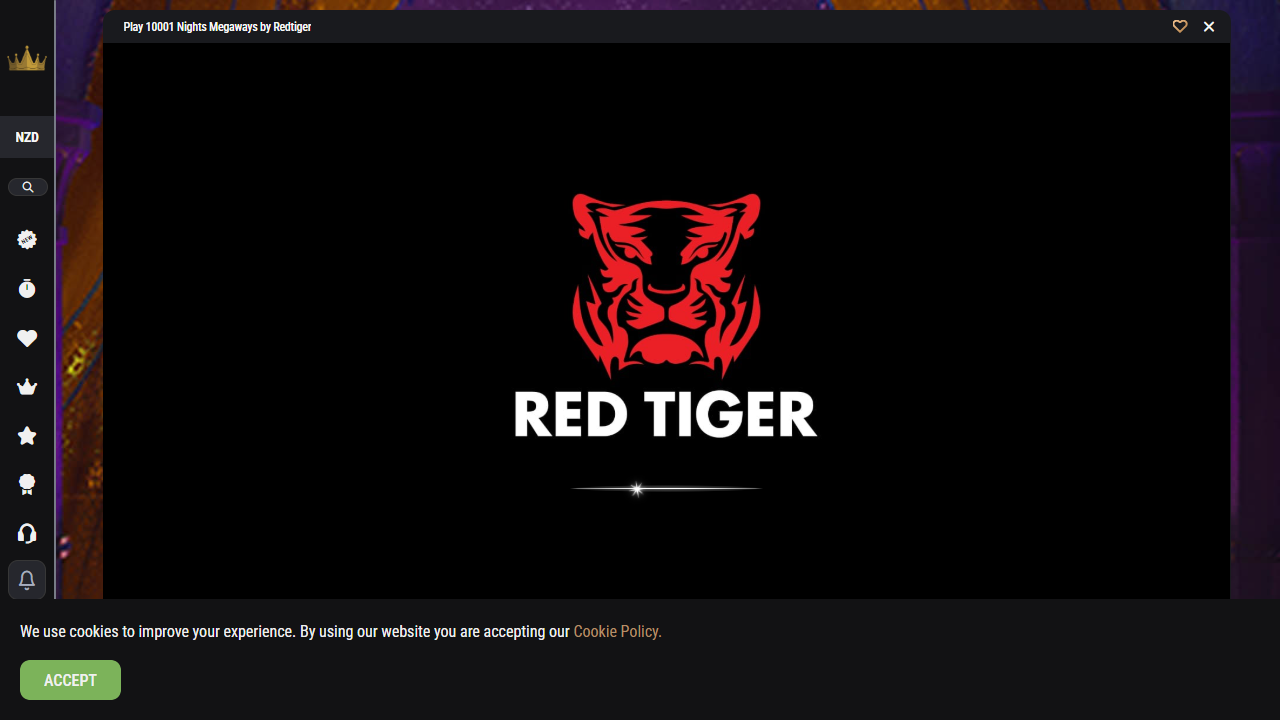 Play 10001 Nights Megaways by Redtiger
NZD
NEW
RED TIGER
We use cookies to improve your experience. By using our website you are accepting our Cookie Policy.
ACCEPT